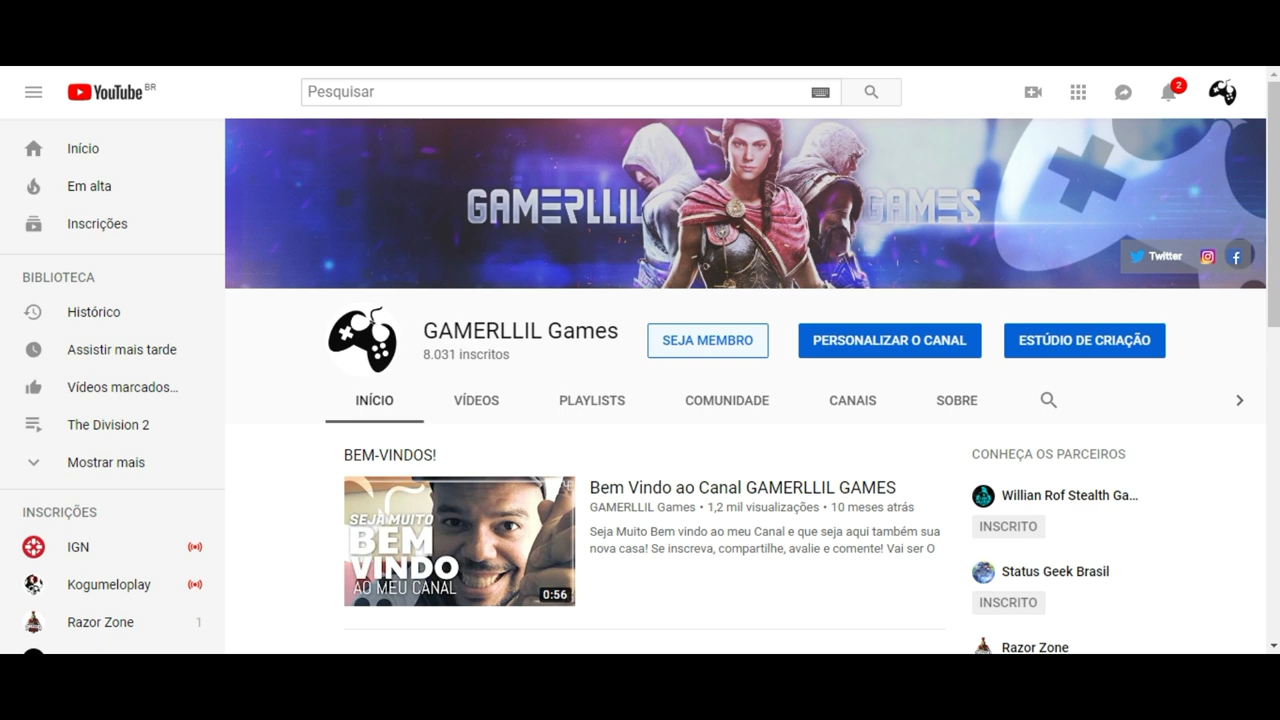 YouTube BR
Pesquisar
2
Início
Em alta
Inscrições
BIBLIOTECA
Histórico
Assistir mais tarde
Vídeos marcados...
The Division 2
Mostrar mais
INSCRIÇÕES
IGN
Kogumeloplay
Razor Zone 1
GAMERLLIL GAMES
Twitter
GAMERLLIL Games
8.031 inscritos
SEJA MEMBRO
PERSONALIZAR O CANAL
ESTÚDIO DE CRIAÇÃO
INÍCIO
VÍDEOS
PLAYLISTS
COMUNIDADE
CANAIS
SOBRE
BEM-VINDOS!
SEJA MUITO
BEM
VINDO
AO MEU CANAL
0:56
Bem Vindo ao Canal GAMERLLIL GAMES
GAMERLLIL Games • 1,2 mil visualizações • 10 meses atrás
Seja Muito Bem vindo ao meu Canal e que seja aqui também sua
nova casa! Se inscreva, compartilhe, avalie e comente! Vai ser O
CONHEÇA OS PARCEIROS
Willian Rof Stealth Ga...
INSCRITO
Status Geek Brasil
INSCRITO
Razor Zone